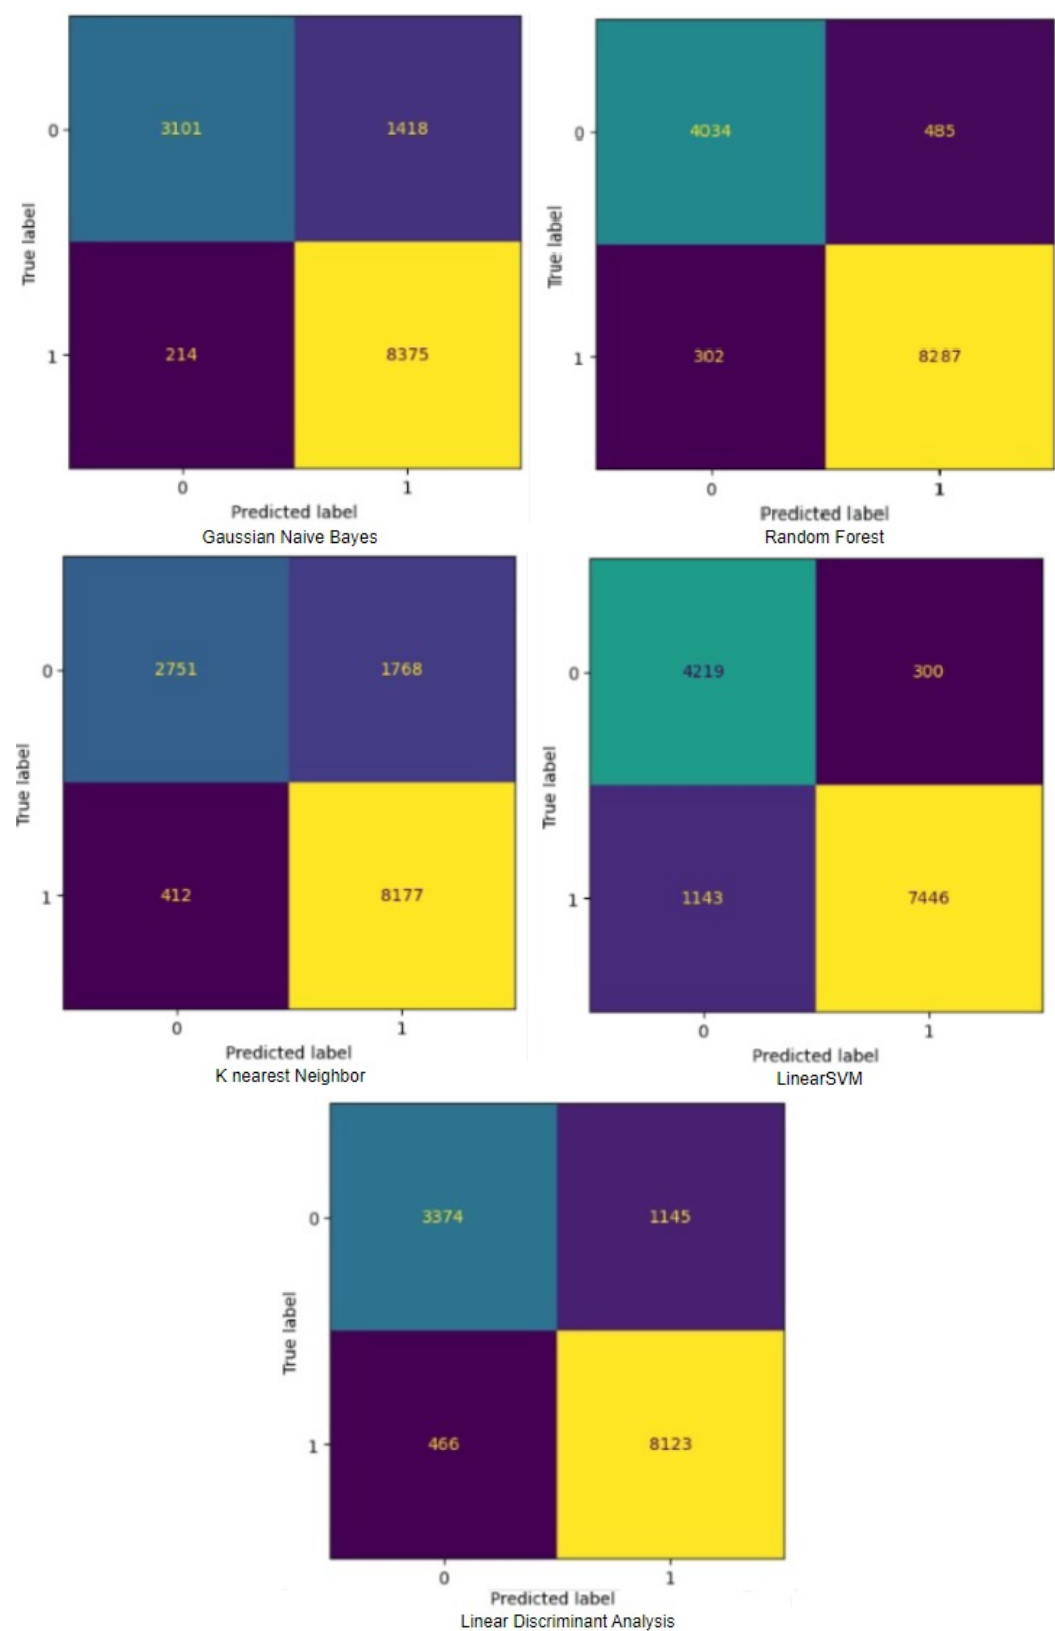 0
3101
1418
True label
1
214
8375
0
1
Predicted label
Gaussian Naive Bayes
0
4034
485
True label
1
302
8287
0
1
Predicted label
Random Forest
0
2751
1768
True label
1
412
8177
0
1
Predicted label
K nearest Neighbor
0
4219
300
True label
1
1143
7446
0
1
Predicted label
LinearSVM
0
3374
1145
True label
1
466
8123
0
1
Predicted label
Linear Discriminant Analysis